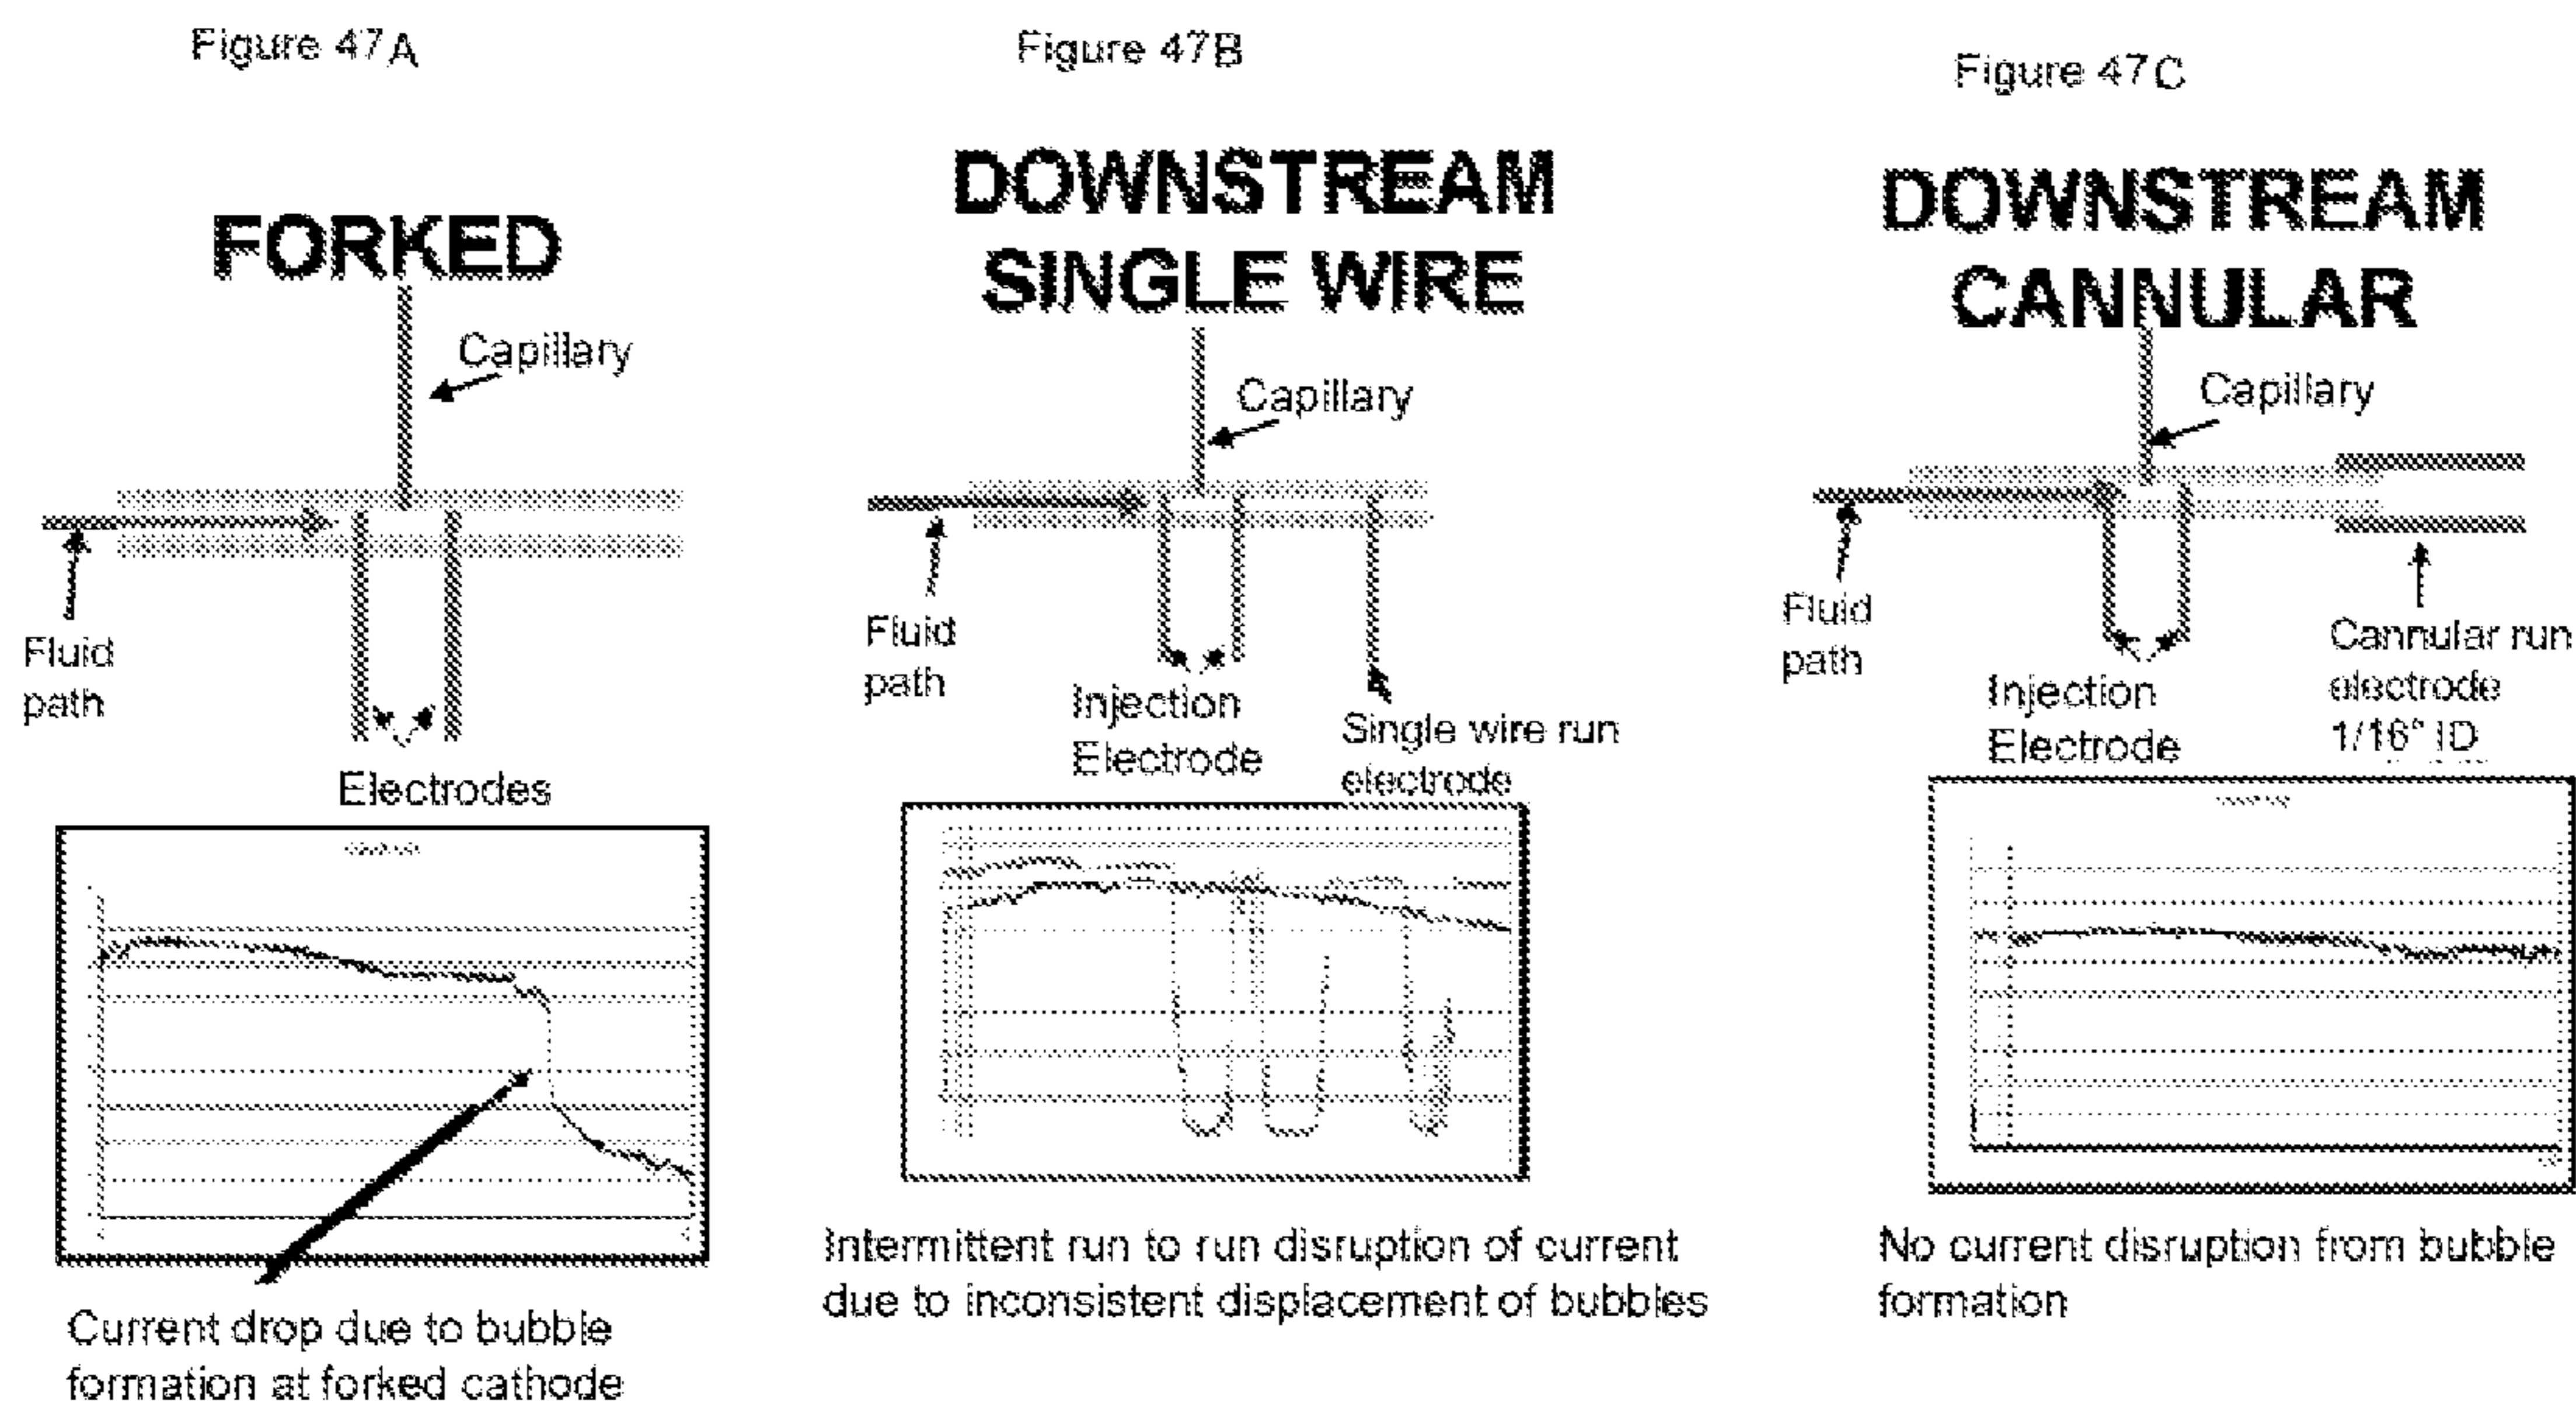 Figure 47A
FORKED
Capillary
Fluid
path
Electrodes
Current drop due to bubble
formation at forked cathode
Figure 47B
DOWNSTREAM
SINGLE WIRE
Capillary
Fluid
path
Injection
Electrode
Single wire run
electrode
Intermittent run to run disruption of current
due to inconsistent displacement of bubbles
Figure 47C
DOWNSTREAM
CANNULAR
Capillary
Fluid
path
Injection
Electrode
Cannular run
electrode
1/16" ID
No current disruption from bubble
formation